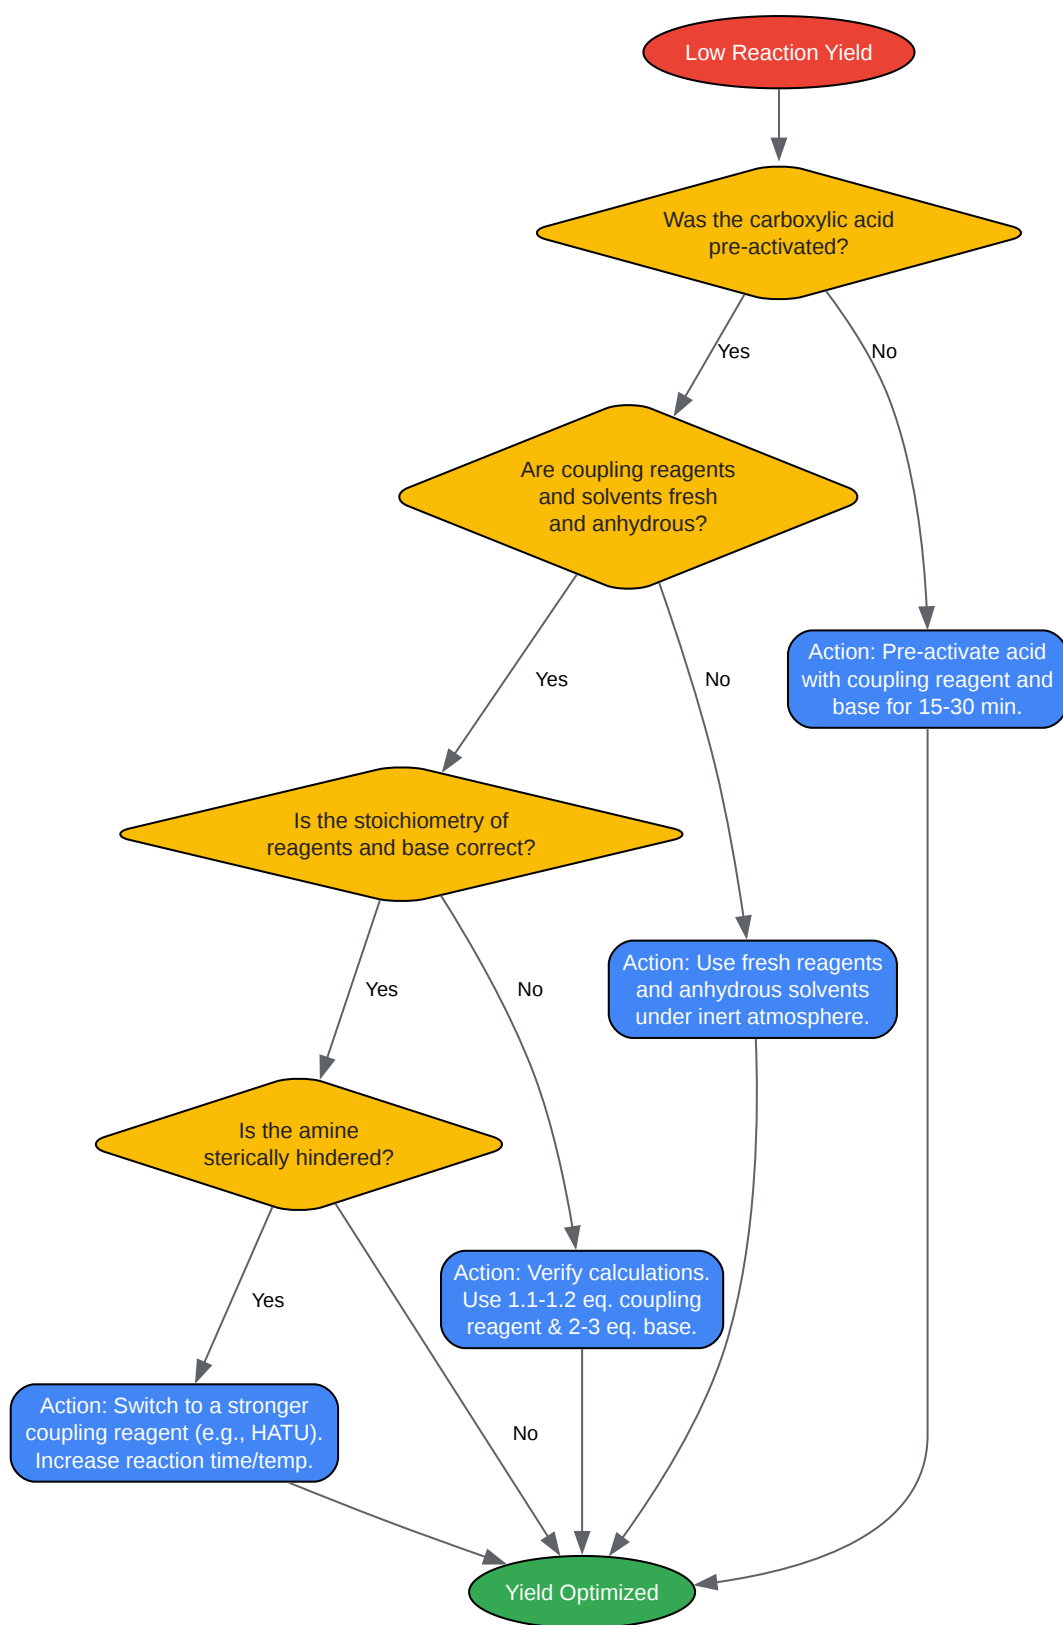 Low Reaction Yield
Was the carboxylic acid
pre-activated?
Yes
No
Are coupling reagents
and solvents fresh
and anhydrous?
Yes
No
Action: Pre-activate acid
with coupling reagent and
base for 15-30 min.
Is the stoichiometry of
reagents and base correct?
Yes
No
Action: Use fresh reagents
and anhydrous solvents
under inert atmosphere.
Is the amine
sterically hindered?
Yes
No
Action: Verify calculations.
Use 1.1-1.2 eq. coupling
reagent & 2-3 eq. base.
Action: Switch to a stronger
coupling reagent (e.g., HATU).
Increase reaction time/temp.
Yield Optimized